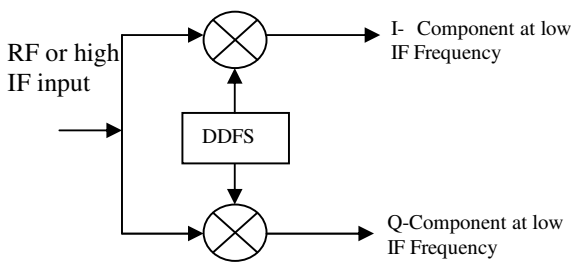 I-  Component at low
IF Frequency
RF or high
IF input
DDFS
Q-Component at low
IF Frequency